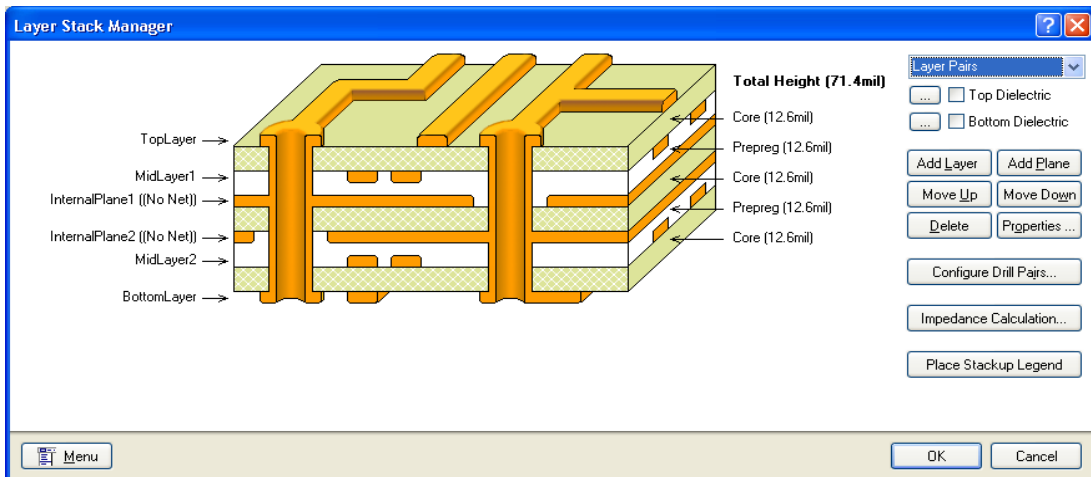 Layer Stack Manager
TopLayer
MidLayer1
InternalPlane1 ((No Net))
InternalPlane2 ((No Net))
MidLayer2
BottomLayer
Total Height (71.4mil)
Core (12.6mil)
Prepreg (12.6mil)
Core (12.6mil)
Prepreg (12.6mil)
Core (12.6mil)
Layer Pairs
... Top Dielectric
... Bottom Dielectric
Add Layer Add Plane
Move Up Move Down
Delete Properties ...
Configure Drill Pairs...
Impedance Calculation...
Place Stackup Legend
Menu OK Cancel